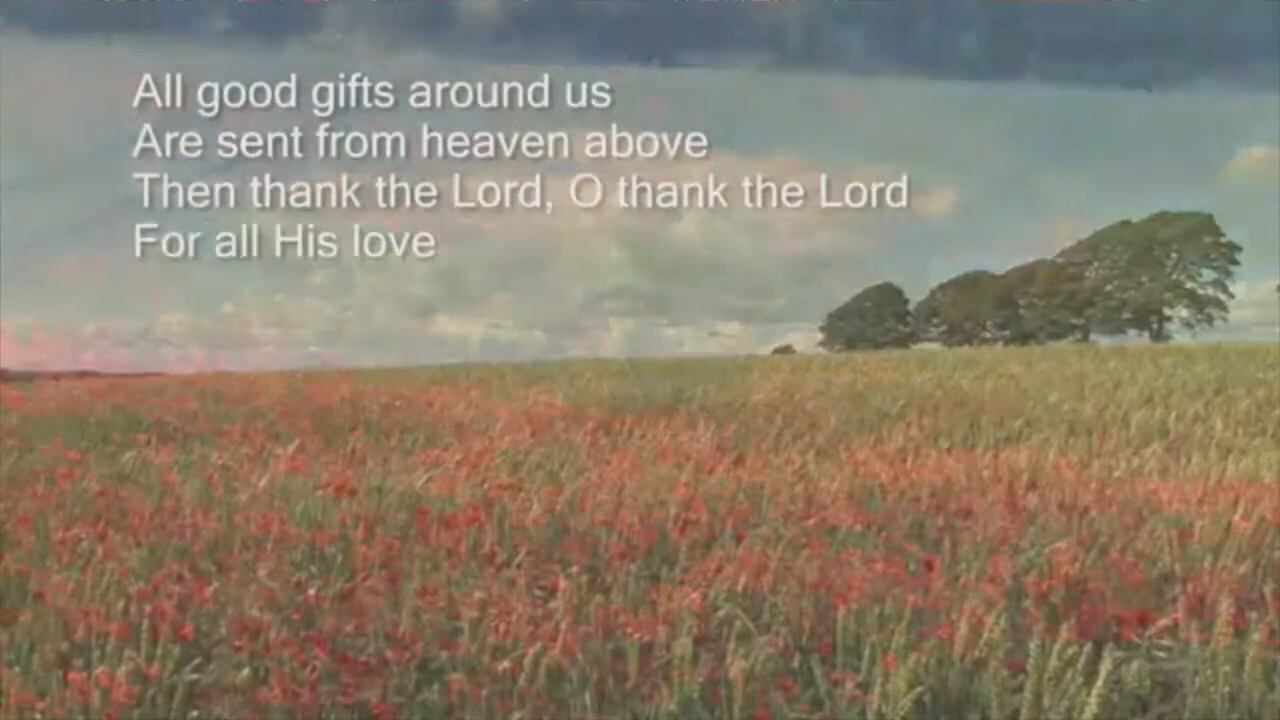 All good gifts around us
Are sent from heaven above
Then thank the Lord, O thank the Lord
For all His love